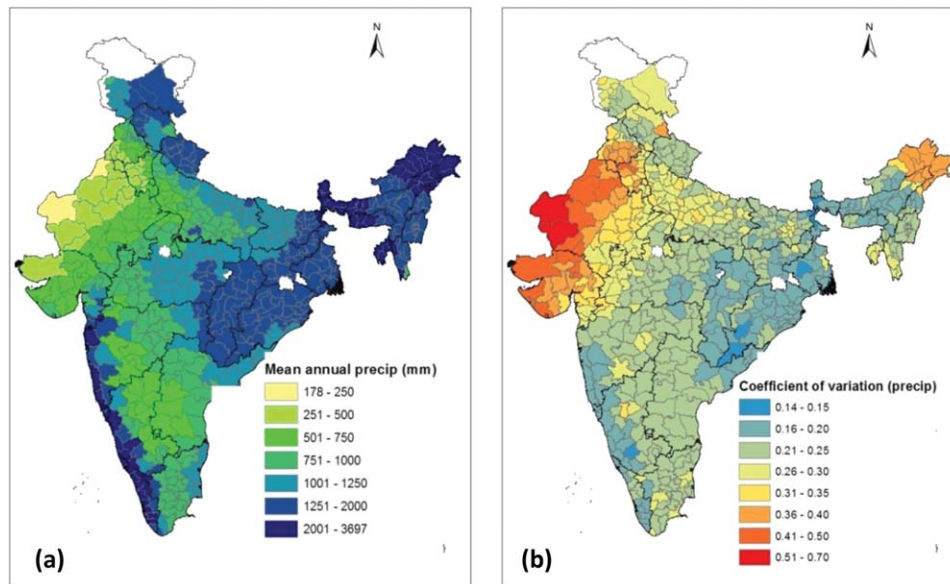 N
Mean annual precip (mm)
178 - 250
251 - 500
501 - 750
751 - 1000
1001 - 1250
1251 - 2000
2001 - 3697
(a)
N
Coefficient of variation (precip)
0.14 - 0.15
0.16 - 0.20
0.21 - 0.25
0.26 - 0.30
0.31 - 0.35
0.36 - 0.40
0.41 - 0.50
0.51 - 0.70
(b)